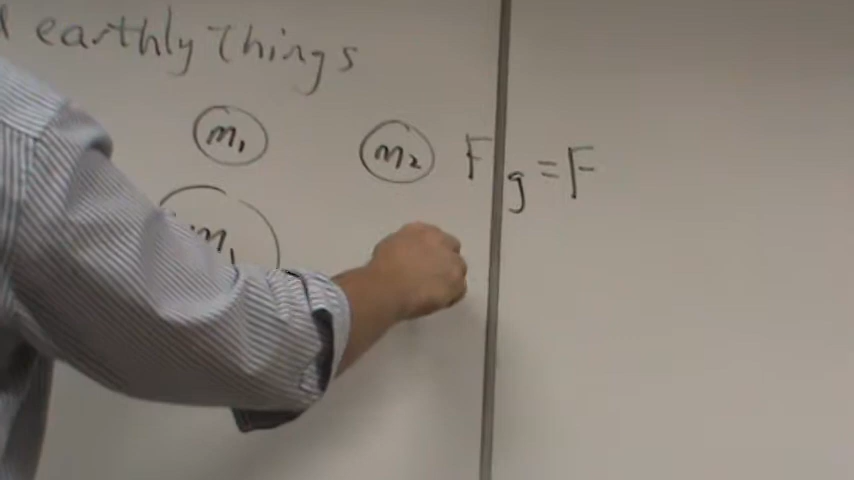 earthly Things
m₁ m₂ Fg = F
m₁